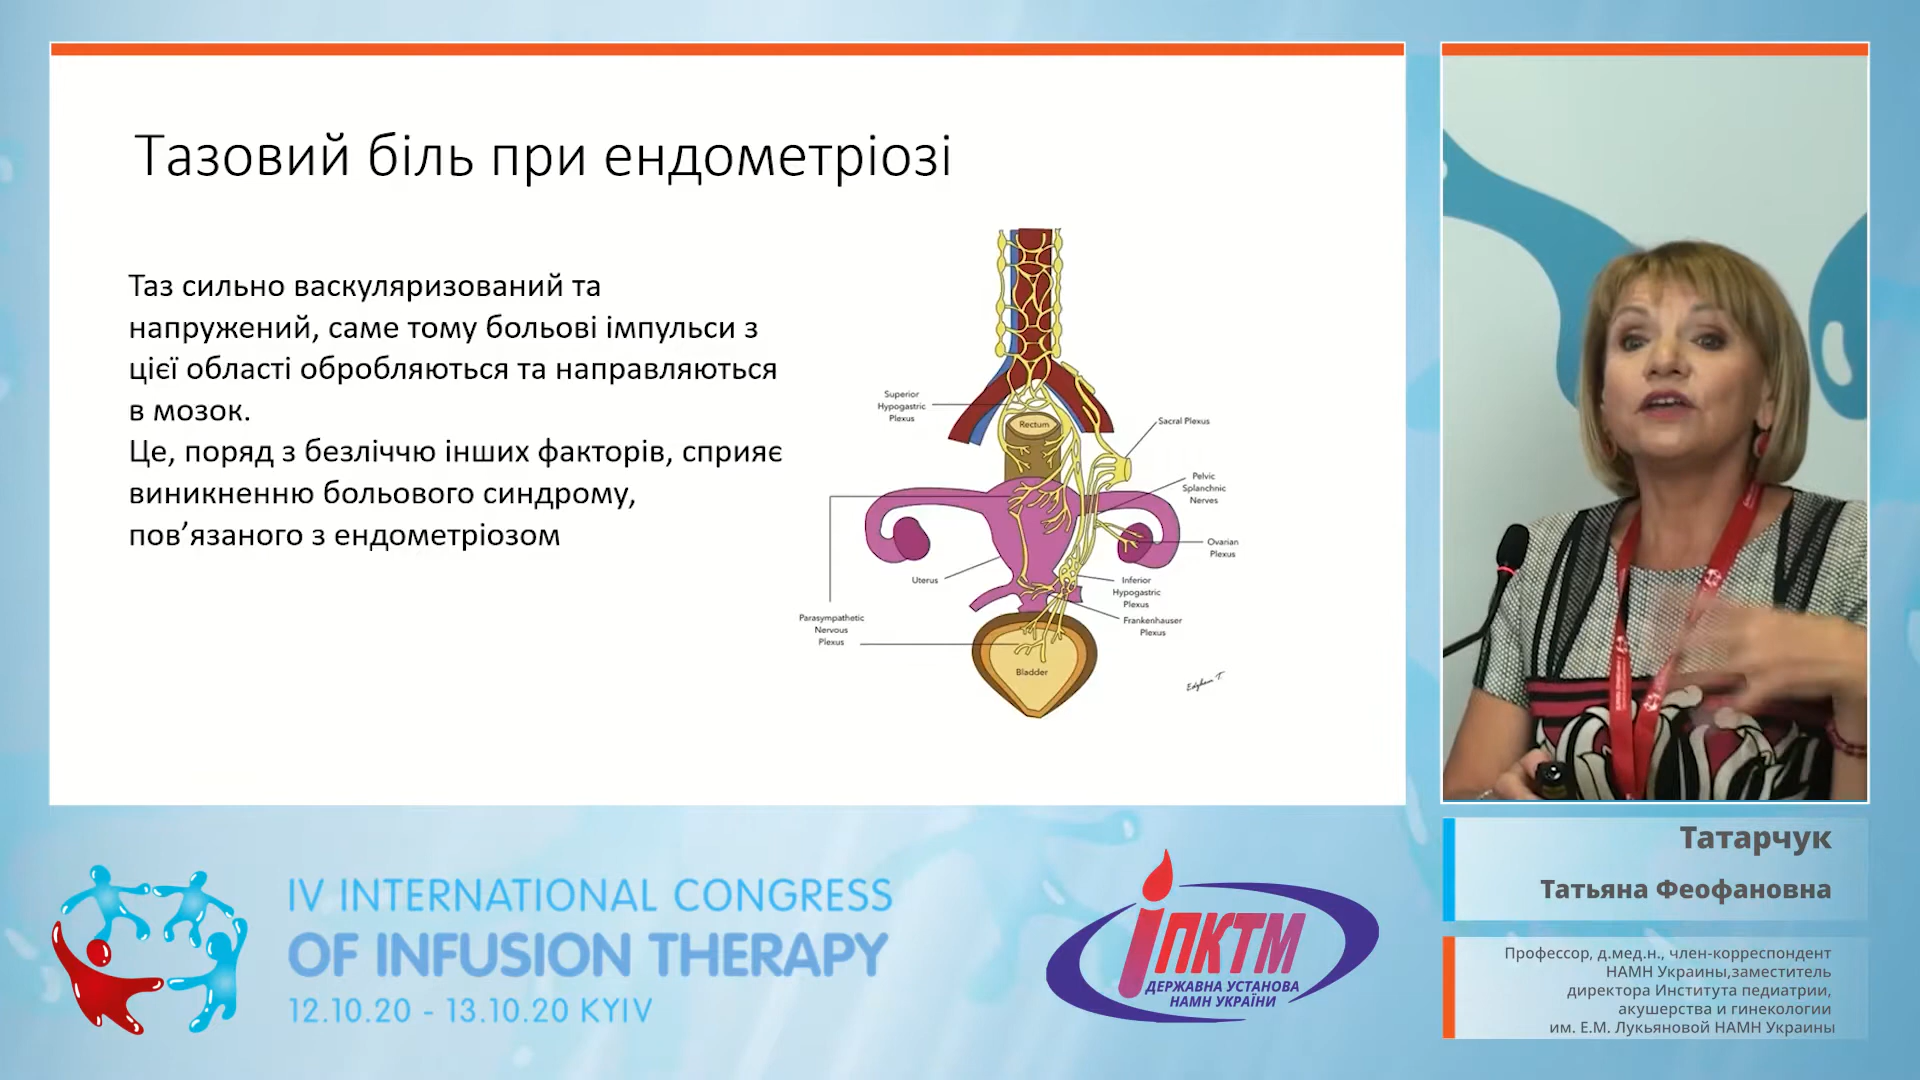 Тазовий біль при ендометріозі
Таз сильно васкуляризований та
напружений, саме тому больові імпульси з
цієї області обробляються та направляються
в мозок.
Це, поряд з безліччю інших факторів, сприяє
виникненню больового синдрому,
пов’язаного з ендометріозом
Superior
Hypogastric
Plexus
Rectum
Sacral Plexus
Pelvic
Splanchnic
Nerves
Ovarian
Plexus
Uterus
Inferior
Hypogastric
Plexus
Parasympathetic
Nervous
Plexus
Frankenhauser
Plexus
Bladder
IV INTERNATIONAL CONGRESS
OF INFUSION THERAPY
12.10.20 - 13.10.20 KYIV
ІПКТМ
ДЕРЖАВНА УСТАНОВА
НАМН УКРАЇНИ
Татарчук
Татьяна Феофановна
Профессор, д.мед.н., член-корреспондент
НАМН Украины,заместитель
директора Института педиатрии,
акушерства и гинекологии
им. Е.М. Лукьяновой НАМН Украины